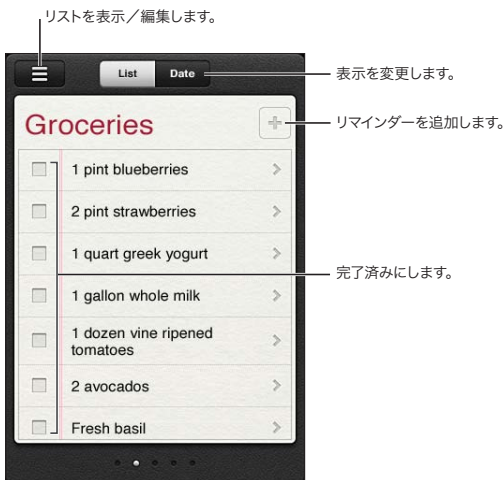 リストを表示／編集します。
List Date
表示を変更します。
Groceries
リマインダーを追加します。
1 pint blueberries
2 pint strawberries
1 quart greek yogurt
完了済みにします。
1 gallon whole milk
1 dozen vine ripened
tomatoes
2 avocados
Fresh basil